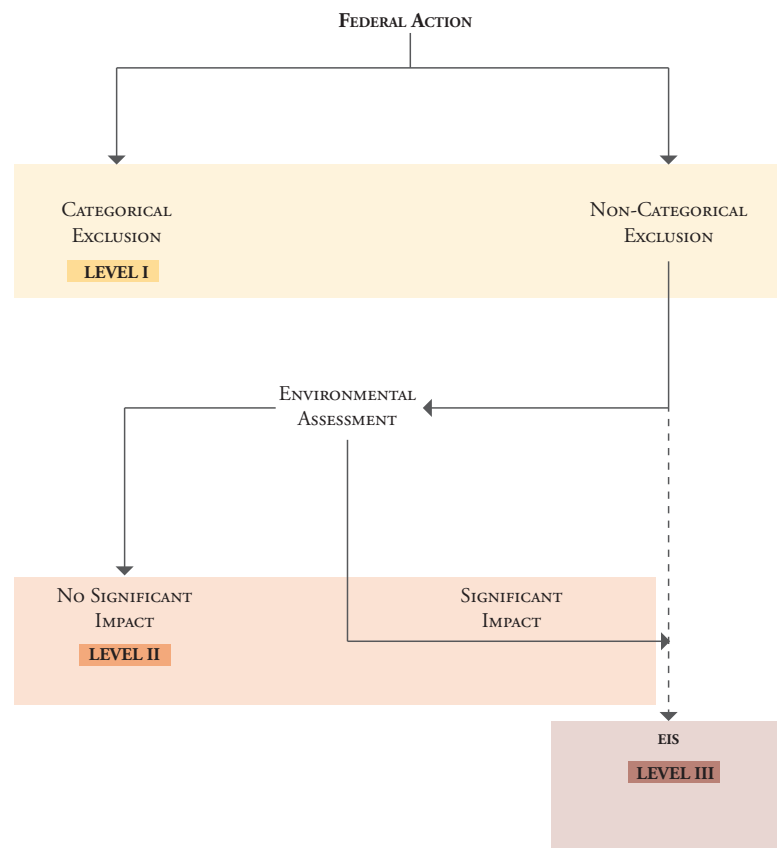 Federal Action
Categorical
Exclusion
LEVEL I
Non-Categorical
Exclusion
Environmental
Assessment
No Significant
Impact
LEVEL II
Significant
Impact
EIS
LEVEL III